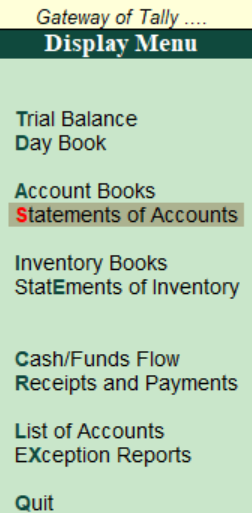 Gateway of Tally ....
Display Menu
Trial Balance
Day Book
Account Books
Statements of Accounts
Inventory Books
StatEments of Inventory
Cash/Funds Flow
Receipts and Payments
List of Accounts
EXception Reports
Quit